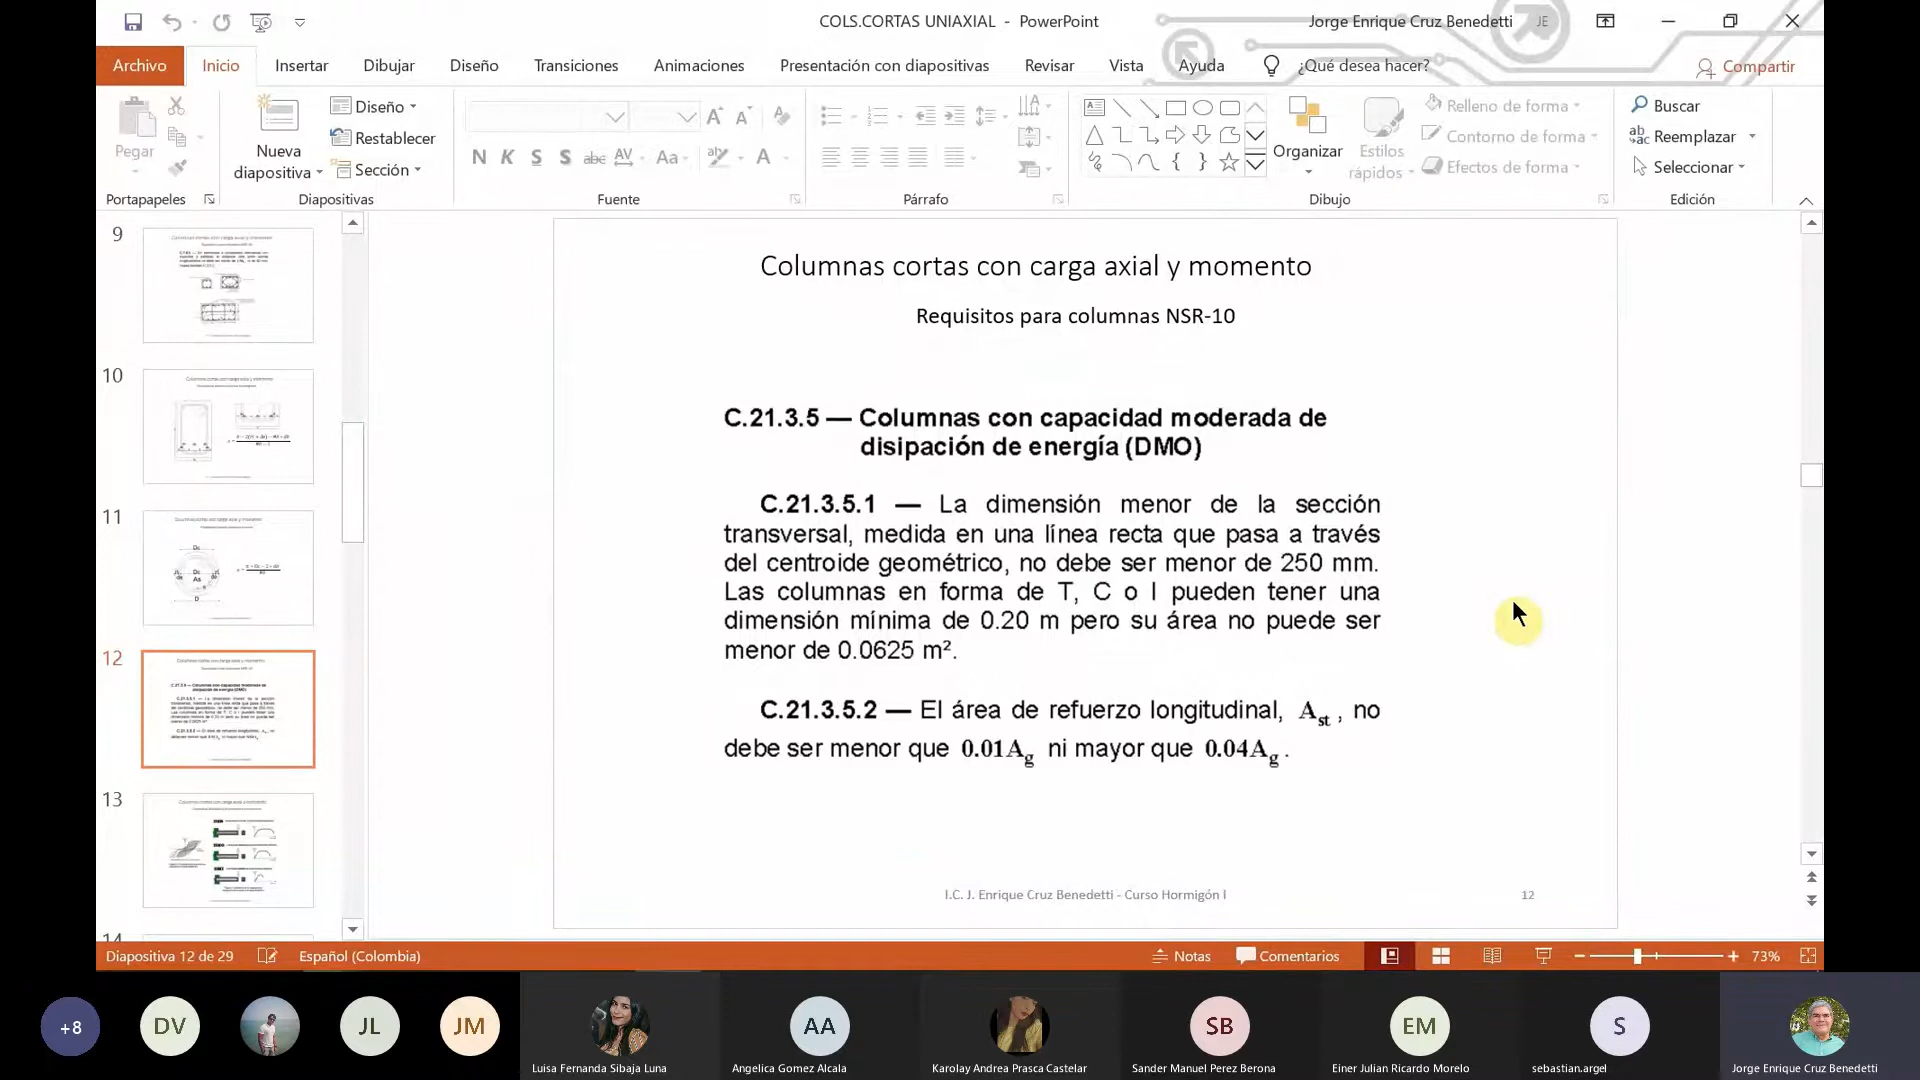 COLS.CORTAS UNIAXIAL - PowerPoint
Jorge Enrique Cruz Benedetti
JE
Archivo
Inicio
Insertar
Dibujar
Diseño
Transiciones
Animaciones
Presentación con diapositivas
Revisar
Vista
Ayuda
¿Qué desea hacer?
Compartir
Pegar
Portapapeles
Nueva
diapositiva
Diseño
Restablecer
Sección
Diapositivas
N K S S abc AV Aa A
Fuente
Párrafo
Organizar
Estilos
rápidos
Relleno de forma
Contorno de forma
Efectos de forma
Dibujo
Buscar
Reemplazar
Seleccionar
Edición
9
10
11
12
13
14
Columnas cortas con carga axial y momento
Requisitos para columnas NSR-10
C.21.3.5 — Columnas con capacidad moderada de
disipación de energía (DMO)
C.21.3.5.1 — La dimensión menor de la sección
transversal, medida en una línea recta que pasa a través
del centroide geométrico, no debe ser menor de 250 mm.
Las columnas en forma de T, C o I pueden tener una
dimensión mínima de 0.20 m pero su área no puede ser
menor de 0.0625 m².
C.21.3.5.2 — El área de refuerzo longitudinal, Ast , no
debe ser menor que 0.01Ag ni mayor que 0.04Ag .
I.C. J. Enrique Cruz Benedetti - Curso Hormigón I
12
Diapositiva 12 de 29
Español (Colombia)
Notas
Comentarios
73%
+8
DV
JL
JM
Luisa Fernanda Sibaja Luna
AA
Angelica Gomez Alcala
Karolay Andrea Prasca Castelar
SB
Sander Manuel Perez Berona
EM
Einer Julian Ricardo Morelo
S
sebastian.argel
Jorge Enrique Cruz Benedetti